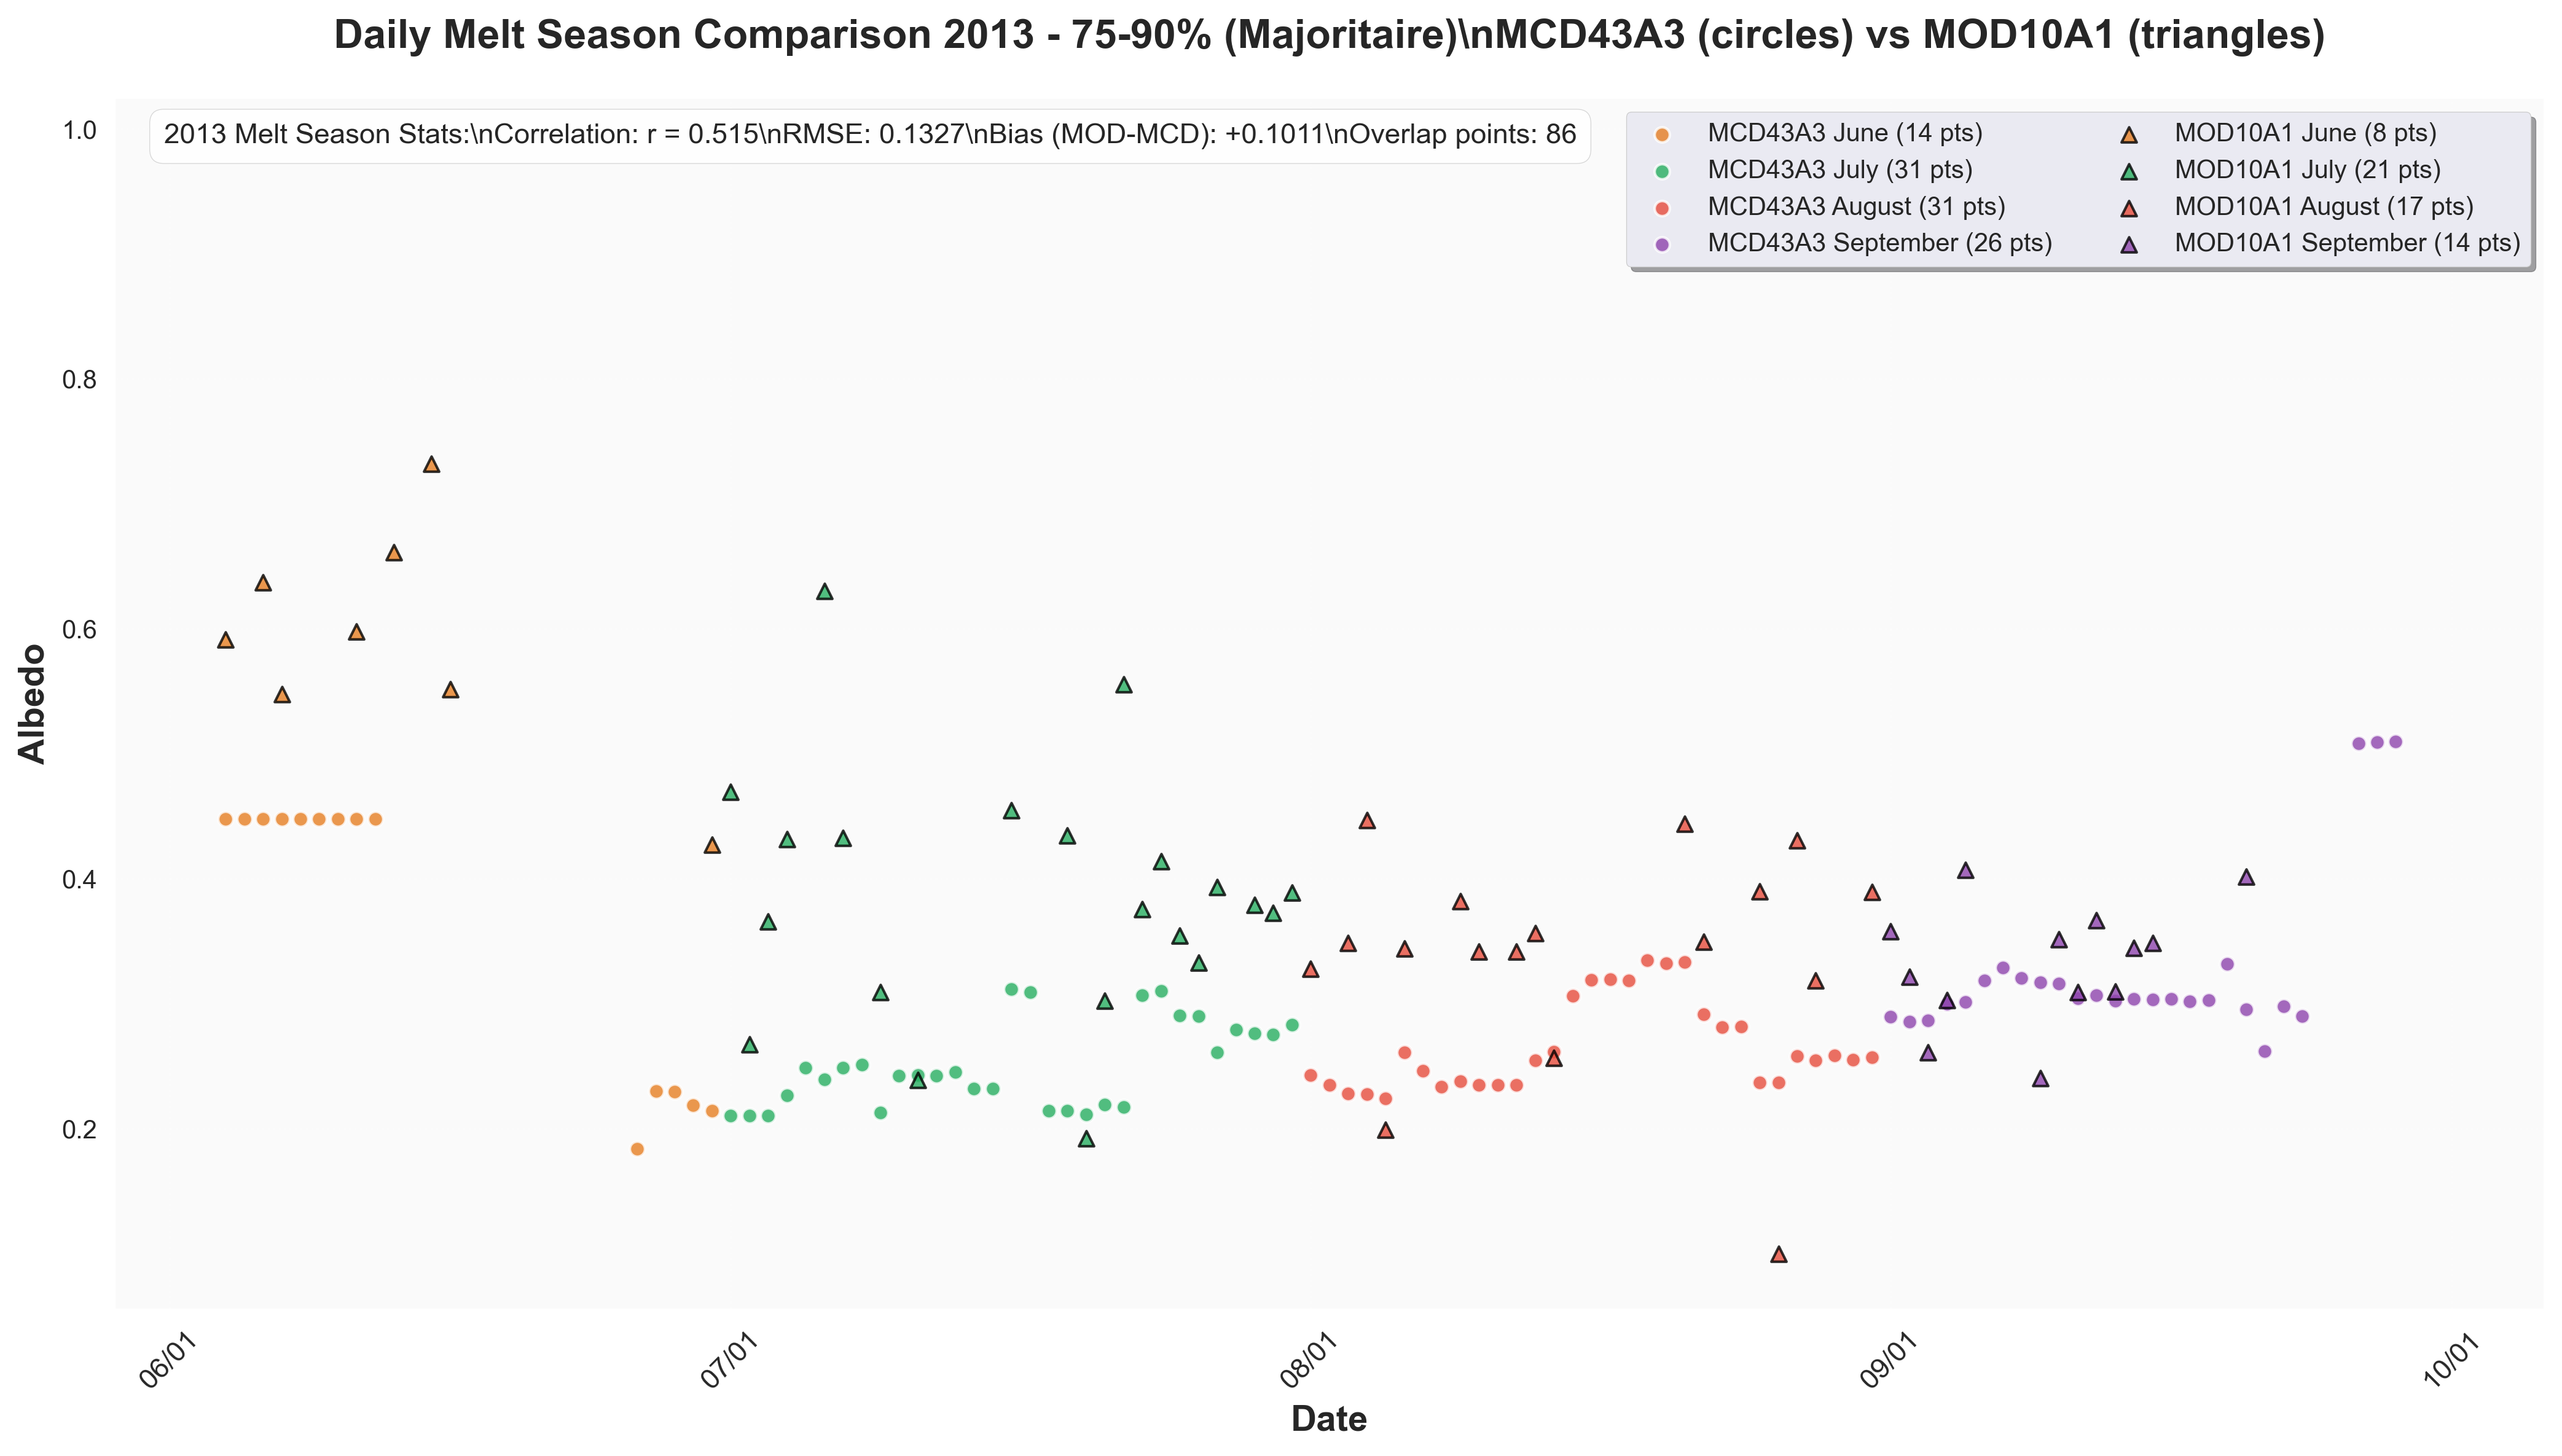 Daily Melt Season Comparison 2013 - 75-90% (Majoritaire)\nMCD43A3 (circles) vs MOD10A1 (triangles)
2013 Melt Season Stats:\nCorrelation: r = 0.515\nRMSE: 0.1327\nBias (MOD-MCD): +0.1011\nOverlap points: 86
MCD43A3 June (14 pts)
MCD43A3 July (31 pts)
MCD43A3 August (31 pts)
MCD43A3 September (26 pts)
MOD10A1 June (8 pts)
MOD10A1 July (21 pts)
MOD10A1 August (17 pts)
MOD10A1 September (14 pts)
Albedo
1.0
0.8
0.6
0.4
0.2
06/01
07/01
08/01
09/01
10/01
Date